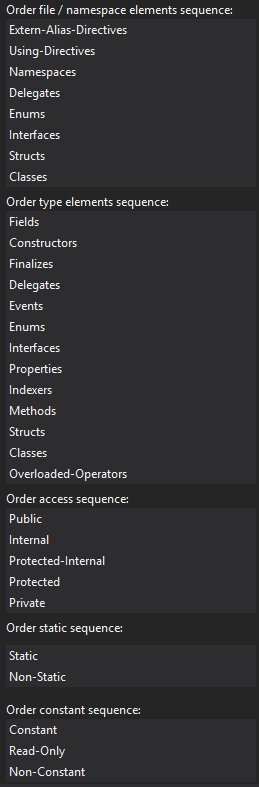 Order file / namespace elements sequence:
Extern-Alias-Directives
Using-Directives
Namespaces
Delegates
Enums
Interfaces
Structs
Classes
Order type elements sequence:
Fields
Constructors
Finalizes
Delegates
Events
Enums
Interfaces
Properties
Indexers
Methods
Structs
Classes
Overloaded-Operators
Order access sequence:
Public
Internal
Protected-Internal
Protected
Private
Order static sequence:
Static
Non-Static
Order constant sequence:
Constant
Read-Only
Non-Constant